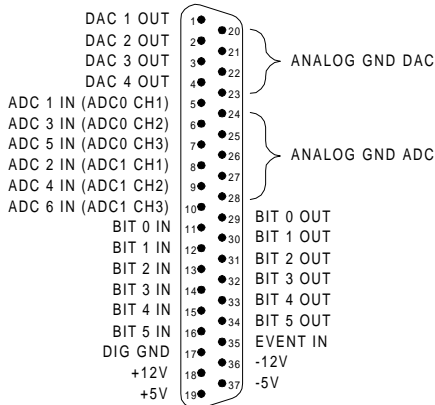 DAC 1 OUT 1
DAC 2 OUT 2
DAC 3 OUT 3
DAC 4 OUT 4
ADC 1 IN (ADC0 CH1) 5
ADC 3 IN (ADC0 CH2) 6
ADC 5 IN (ADC0 CH3) 7
ADC 2 IN (ADC1 CH1) 8
ADC 4 IN (ADC1 CH2) 9
ADC 6 IN (ADC1 CH3) 10
BIT 0 IN 11
BIT 1 IN 12
BIT 2 IN 13
BIT 3 IN 14
BIT 4 IN 15
BIT 5 IN 16
DIG GND 17
+12V 18
+5V 19
20
21
22
23
ANALOG GND DAC
24
25
26
27
28
ANALOG GND ADC
29 BIT 0 OUT
30 BIT 1 OUT
31 BIT 2 OUT
32 BIT 3 OUT
33 BIT 4 OUT
34 BIT 5 OUT
35 EVENT IN
36 -12V
37 -5V